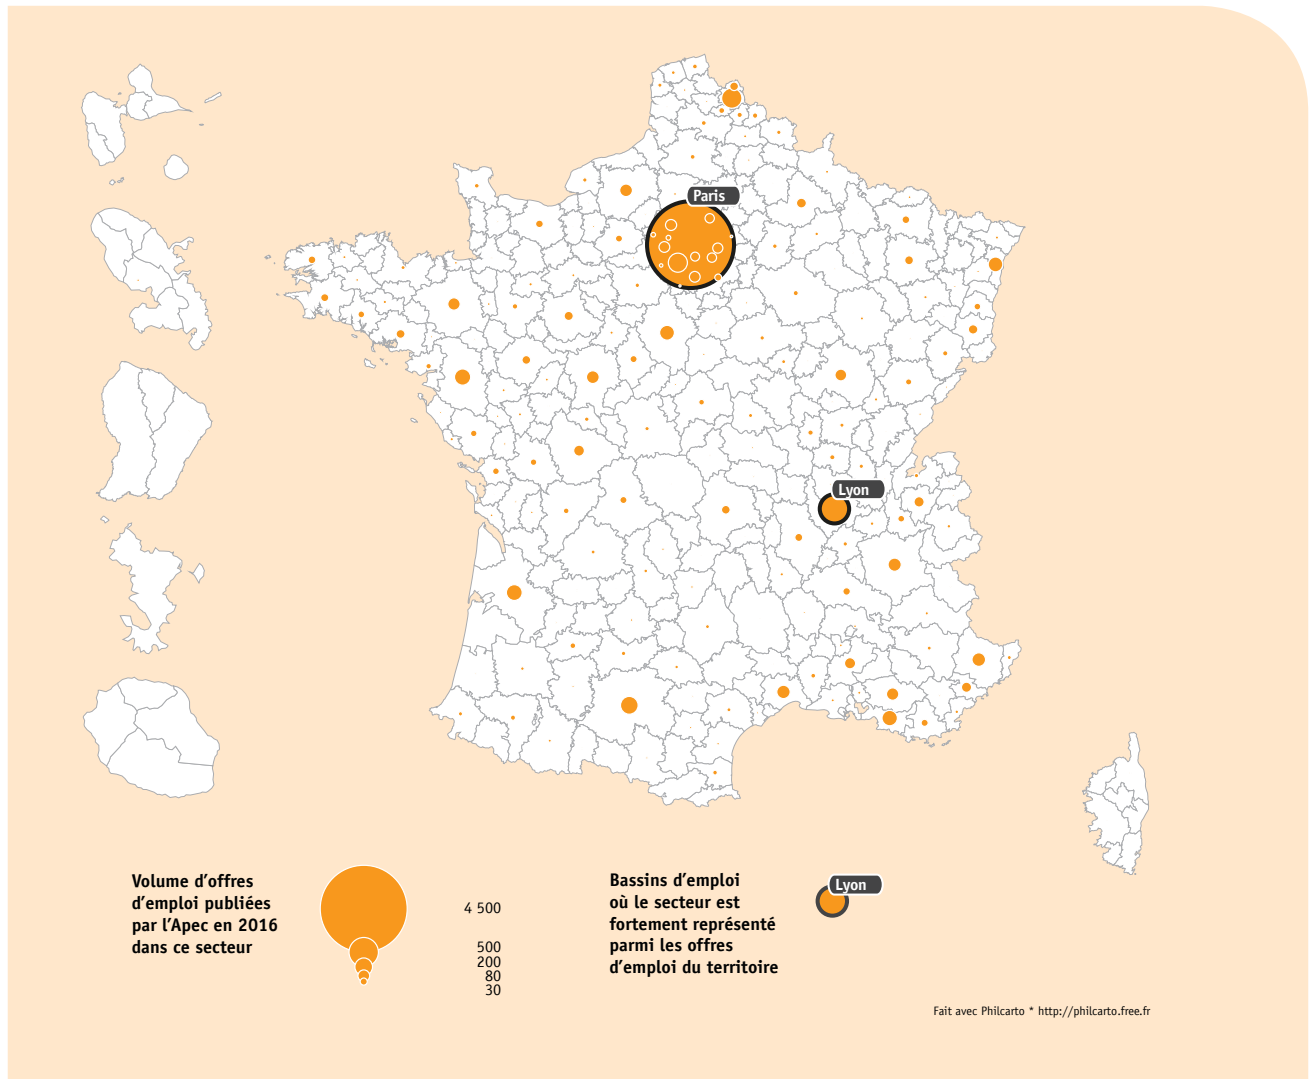 Paris
Lyon
Volume d’offres
d’emploi publiées
par l’Apec en 2016
dans ce secteur
4 500
500
200
80
30
Bassins d’emploi
où le secteur est
fortement représenté
parmi les offres
d’emploi du territoire
Lyon
Fait avec Philcarto * http://philcarto.free.fr